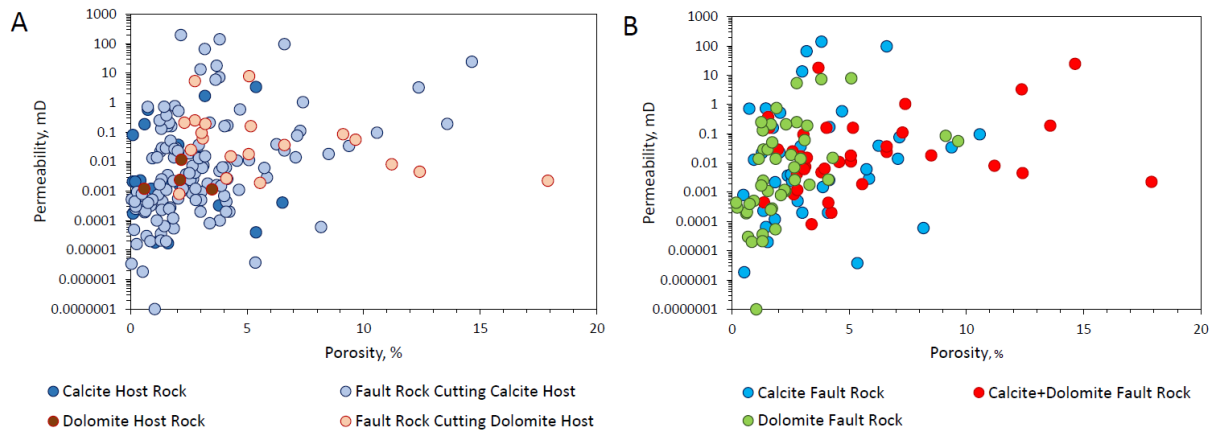 A
Permeability, mD
1000
100
10
1
0.1
0.01
0.001
0.0001
0.00001
0.000001
0.0000001
0 5 10 15 20
Porosity, %
Calcite Host Rock Fault Rock Cutting Calcite Host
Dolomite Host Rock Fault Rock Cutting Dolomite Host
B
Permeability, mD
1000
100
10
1
0.1
0.01
0.001
0.0001
0.00001
0.000001
0.0000001
0 5 10 15 20
Porosity, %
Calcite Fault Rock Calcite+Dolomite Fault Rock
Dolomite Fault Rock